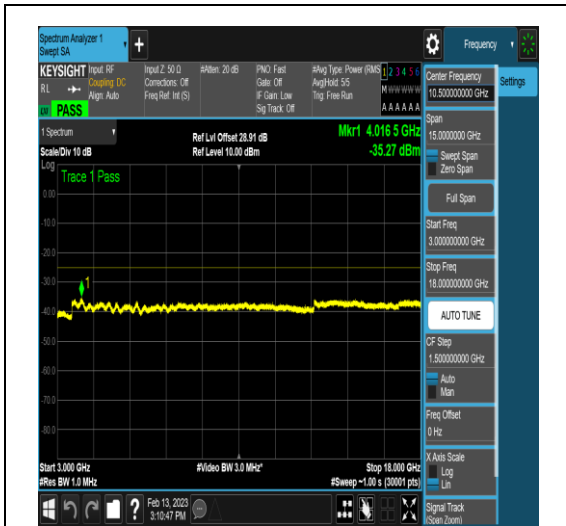 Spectrum Analyzer 1
Swept SA
+
Frequency
KEYSIGHT
RL
PASS
Input: RF
Coupling: DC
Align: Auto
Input Z: 50 Ω
Corrections: Off
Freq Ref: Int (S)
#Atten: 20 dB
PNO: Fast
Gate: Off
IF Gain: Low
Sig Track: Off
#Avg Type: Power (RMS
Avg|Hold: 5/5
Trig: Free Run
1 2 3 4 5 6
M W W W W W
A A A A A A
1 Spectrum
Scale/Div 10 dB
Ref Lvl Offset 28.91 dB
Ref Level 10.00 dBm
Mkr1 4.016 5 GHz
-35.27 dBm
Log
Trace 1 Pass
0.00
-10.0
-20.0
-30.0
-40.0
-50.0
-60.0
-70.0
-80.0
1
Start 3.000 GHz
#Res BW 1.0 MHz
#Video BW 3.0 MHz*
Stop 18.000 GHz
#Sweep ~1.00 s (30001 pts)
Feb 13, 2023
3:10:47 PM
Center Frequency
10.500000000 GHz
Span
15.0000000 GHz
Swept Span
Zero Span
Full Span
Start Freq
3.000000000 GHz
Stop Freq
18.000000000 GHz
AUTO TUNE
CF Step
1.500000000 GHz
Auto
Man
Freq Offset
0 Hz
X Axis Scale
Log
Lin
Signal Track
(Span Zoom)
Settings